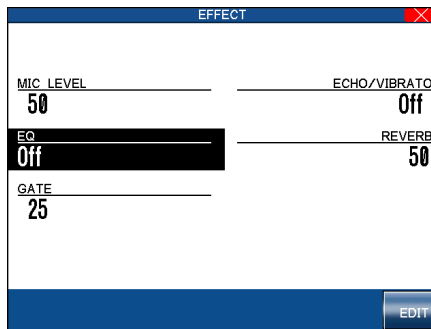 EFFECT
MIC LEVEL
50
ECHO/VIBRATO
Off
EQ
Off
REVERB
50
GATE
25
EDIT